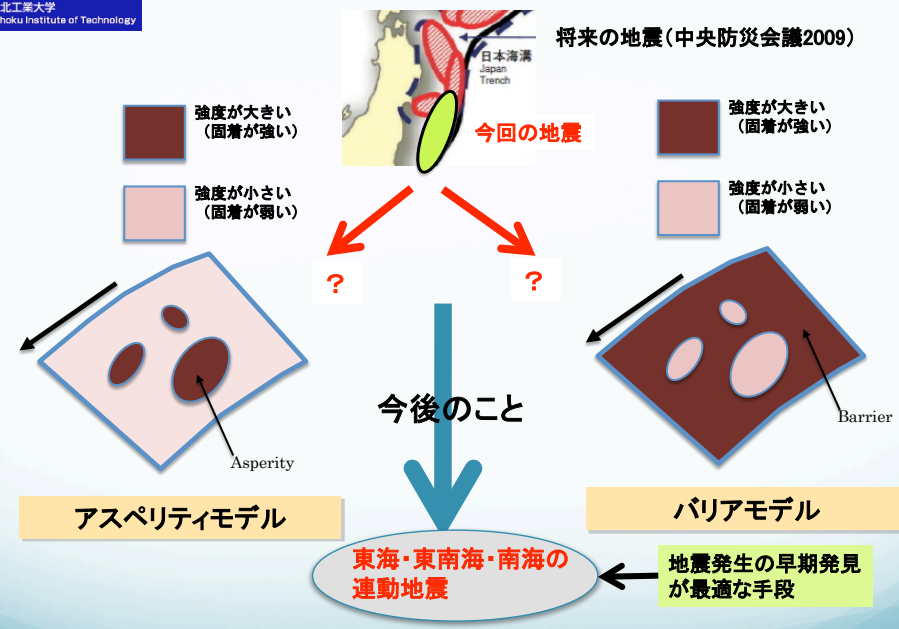 北工業大学
hoku Institute of Technology
将来の地震（中央防災会議2009）
日本海溝
Japan
Trench
今回の地震
強度が大きい
（固着が強い）
強度が小さい
（固着が弱い）
強度が大きい
（固着が強い）
強度が小さい
（固着が弱い）
？
？
今後のこと
Asperity
Barrier
アスペリティモデル
バリアモデル
東海・東南海・南海の
連動地震
地震発生の早期発見
が最適な手段